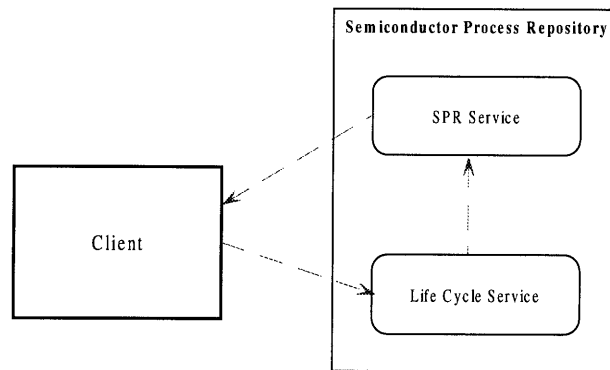 Semiconductor Process Repository
SPR Service
Client
Life Cycle Service